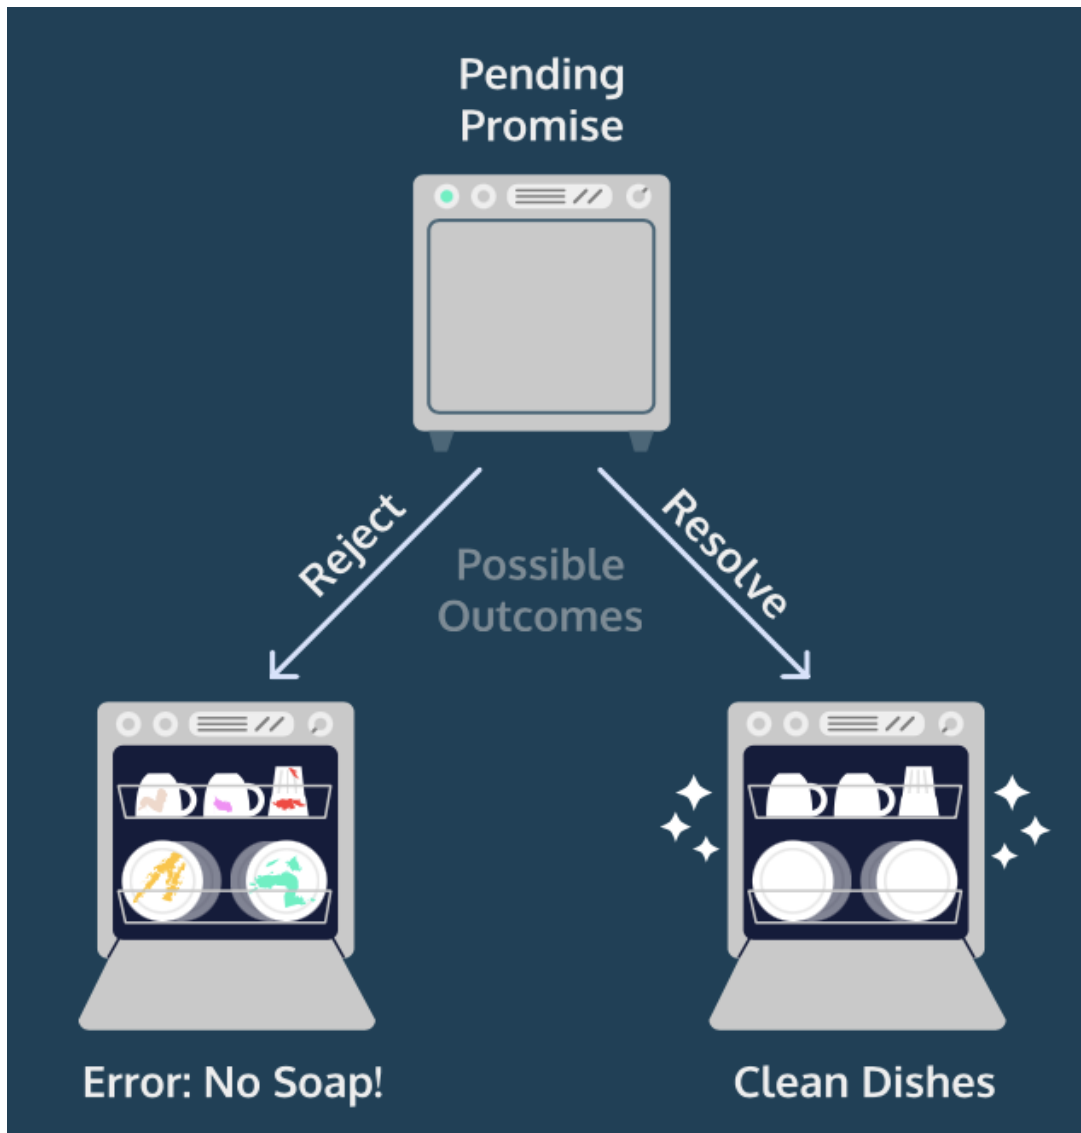 Pending
Promise
Reject
Resolve
Possible
Outcomes
Error: No Soap!
Clean Dishes